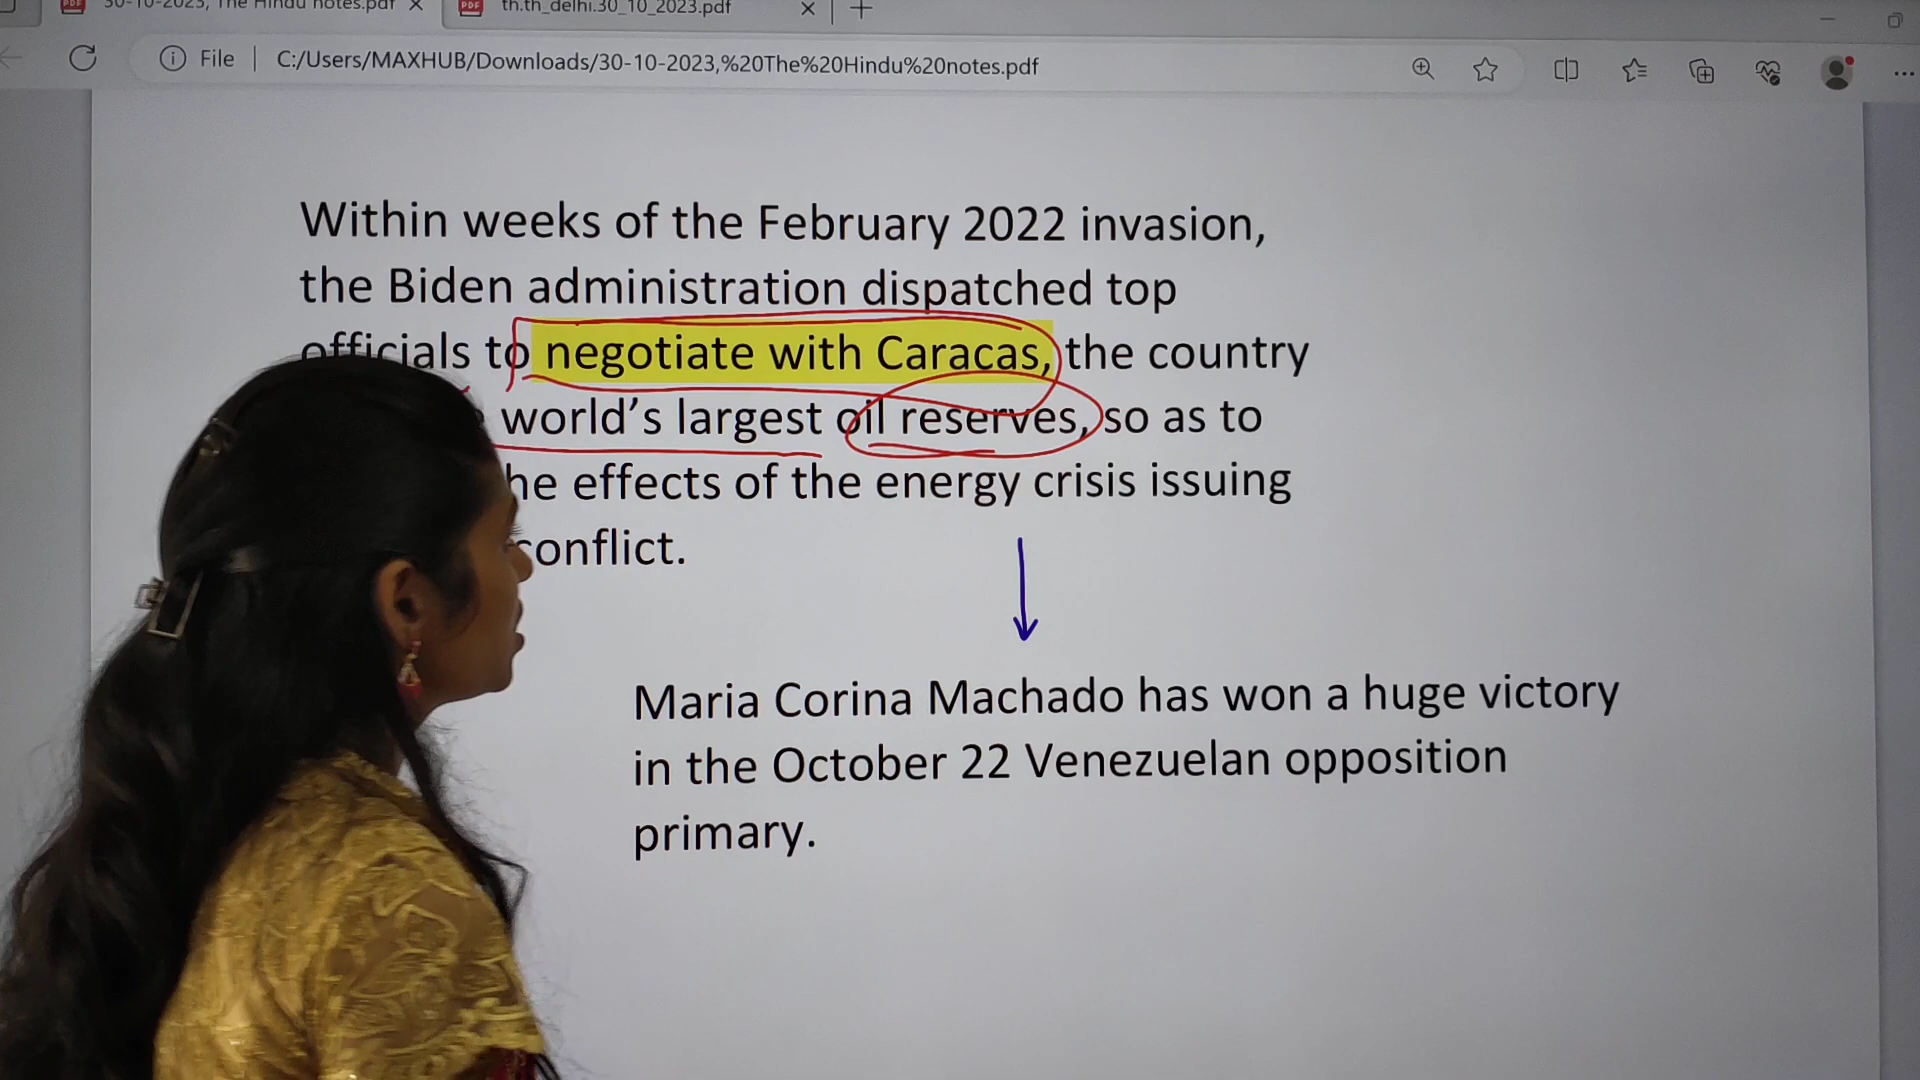 30-10-2023, The Hindu notes.pdf
th.th_delhi.30_10_2023.pdf
File
C:/Users/MAXHUB/Downloads/30-10-2023,%20The%20Hindu%20notes.pdf
Within weeks of the February 2022 invasion,
the Biden administration dispatched top
officials to negotiate with Caracas, the country
world's largest oil reserves, so as to
effects of the energy crisis issuing
conflict.
Maria Corina Machado has won a huge victory
in the October 22 Venezuelan opposition
primary.